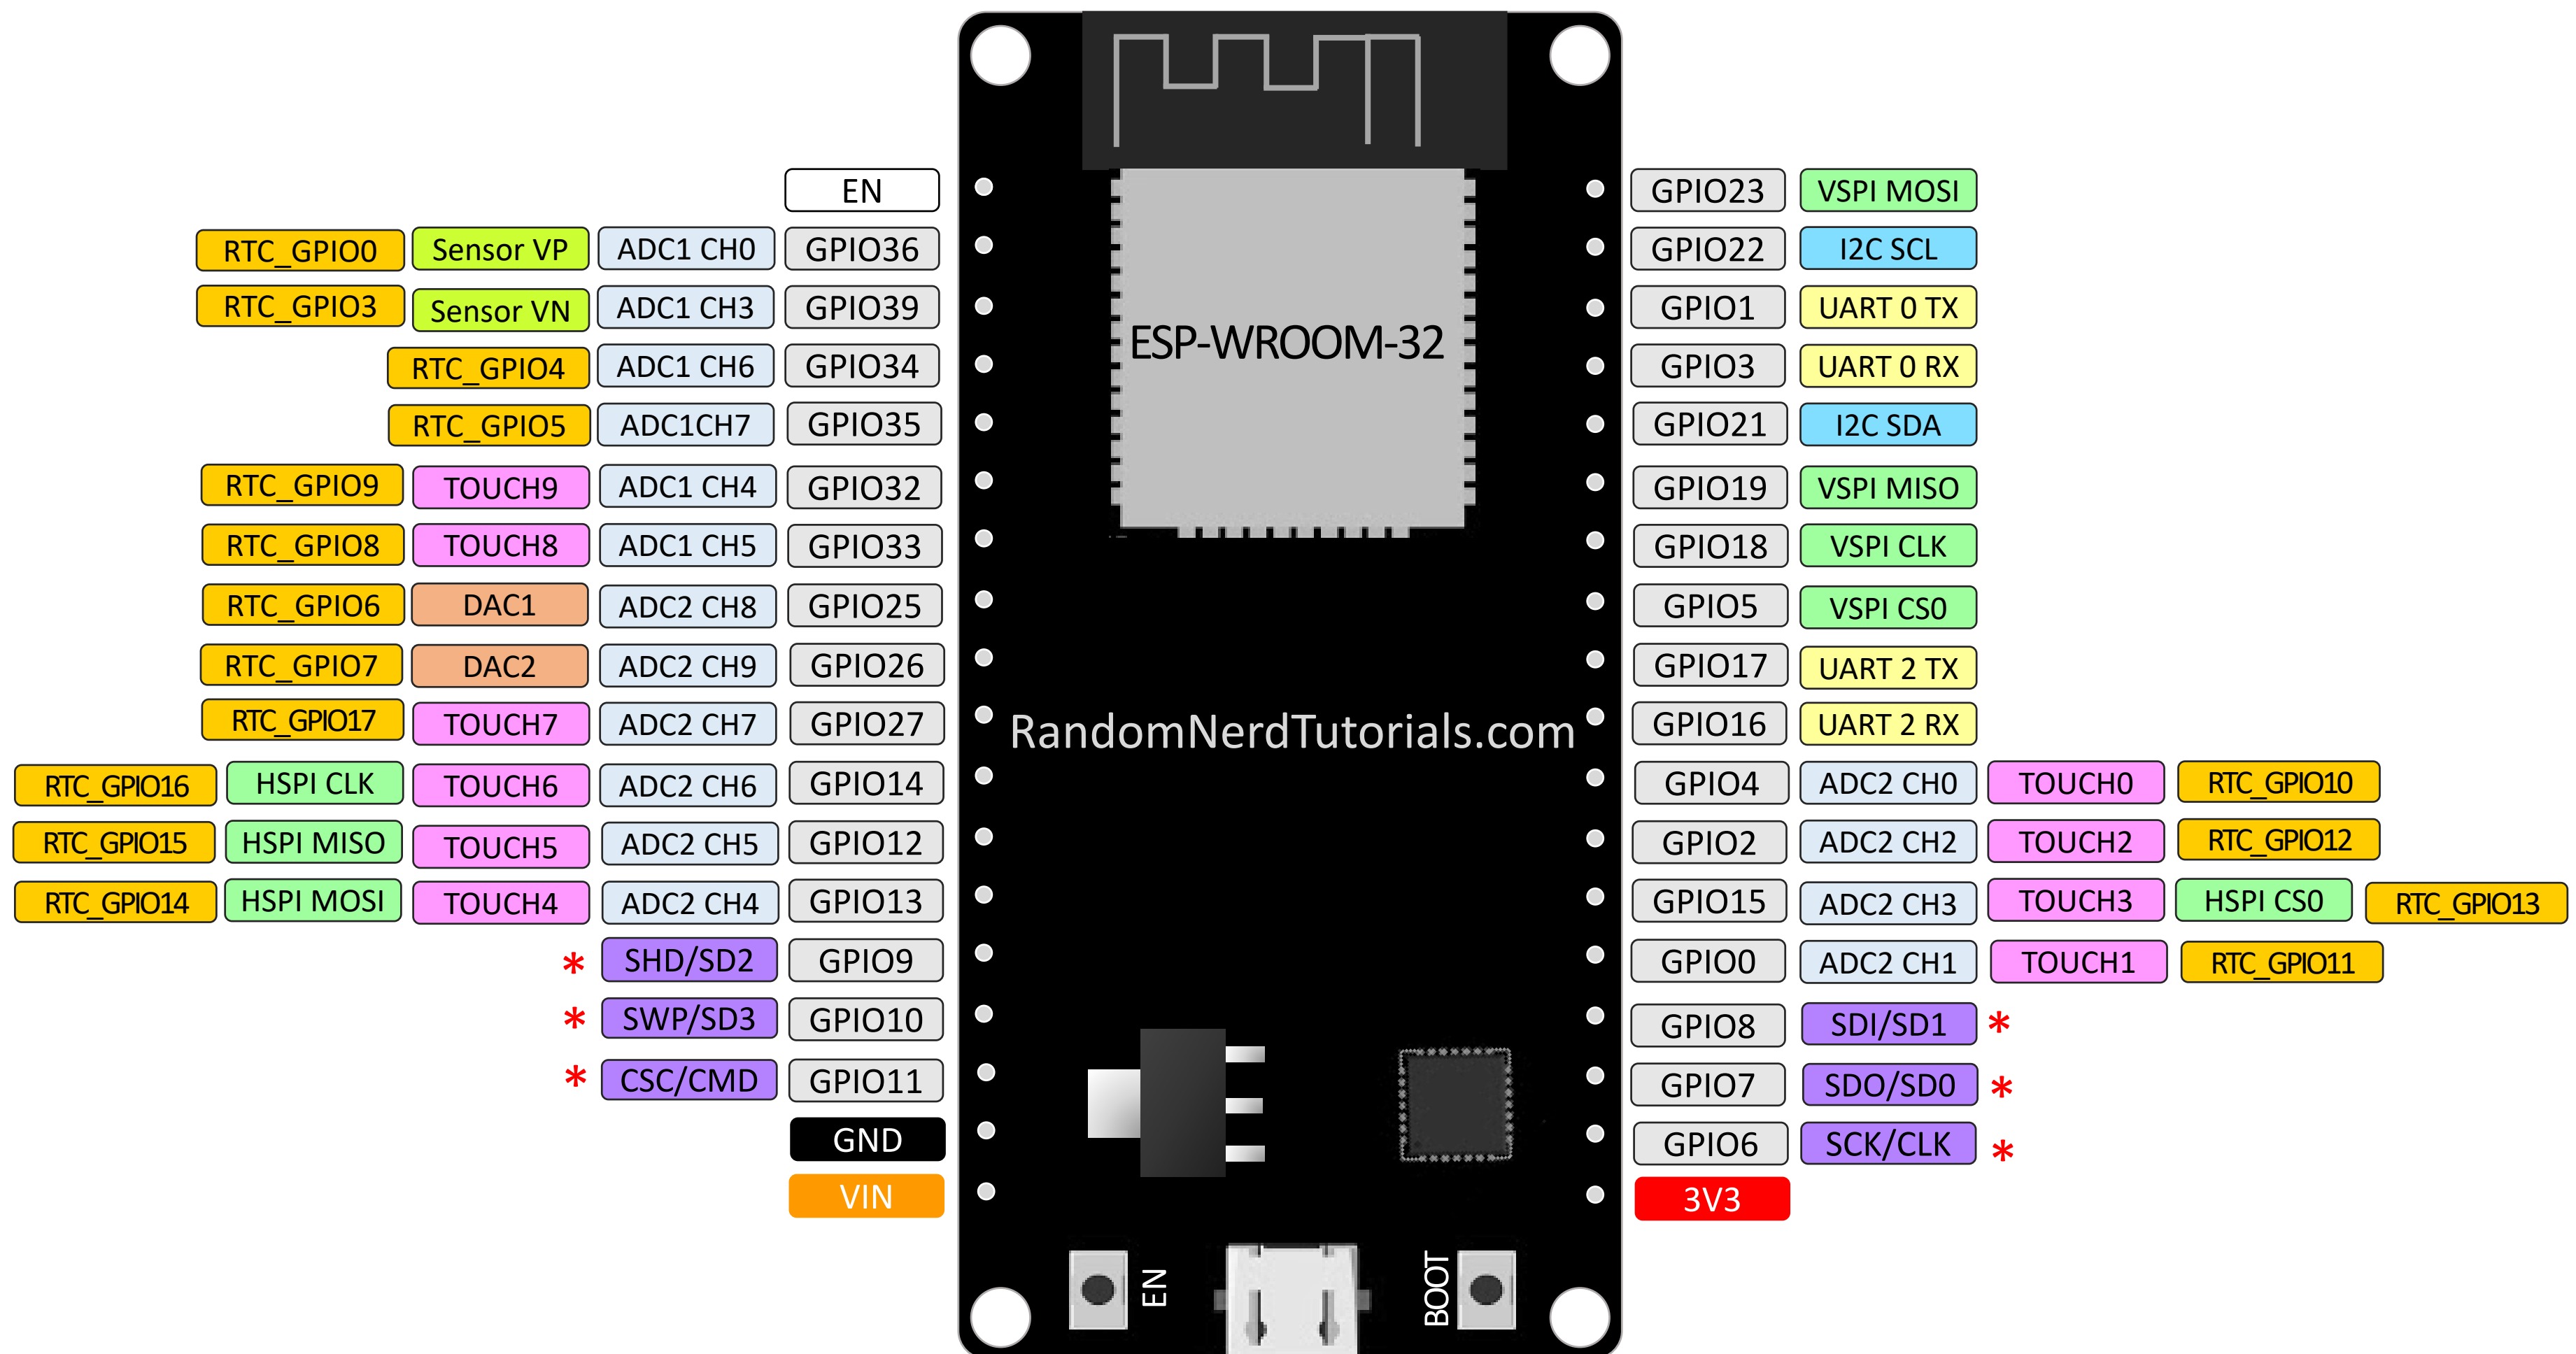 EN GPIO23 VSPI MOSI
RTC_GPIO0 Sensor VP ADC1 CH0 GPIO36 GPIO22 I2C SCL
RTC_GPIO3 Sensor VN ADC1 CH3 GPIO39 GPIO1 UART 0 TX
ESP-WROOM-32
RTC_GPIO4 ADC1 CH6 GPIO34 GPIO3 UART 0 RX
RTC_GPIO5 ADC1CH7 GPIO35 GPIO21 I2C SDA
RTC_GPIO9 TOUCH9 ADC1 CH4 GPIO32 GPIO19 VSPI MISO
RTC_GPIO8 TOUCH8 ADC1 CH5 GPIO33 GPIO18 VSPI CLK
RTC_GPIO6 DAC1 ADC2 CH8 GPIO25 GPIO5 VSPI CS0
RTC_GPIO7 DAC2 ADC2 CH9 GPIO26 GPIO17 UART 2 TX
RTC_GPIO17 TOUCH7 ADC2 CH7 GPIO27 RandomNerdTutorials.com GPIO16 UART 2 RX
RTC_GPIO16 HSPI CLK TOUCH6 ADC2 CH6 GPIO14 GPIO4 ADC2 CH0 TOUCH0 RTC_GPIO10
RTC_GPIO15 HSPI MISO TOUCH5 ADC2 CH5 GPIO12 GPIO2 ADC2 CH2 TOUCH2 RTC_GPIO12
RTC_GPIO14 HSPI MOSI TOUCH4 ADC2 CH4 GPIO13 GPIO15 ADC2 CH3 TOUCH3 HSPI CS0 RTC_GPIO13
* SHD/SD2 GPIO9 GPIO0 ADC2 CH1 TOUCH1 RTC_GPIO11
* SWP/SD3 GPIO10 GPIO8 SDI/SD1 *
* CSC/CMD GPIO11 GPIO7 SDO/SD0 *
GND GPIO6 SCK/CLK *
VIN 3V3
EN BOOT